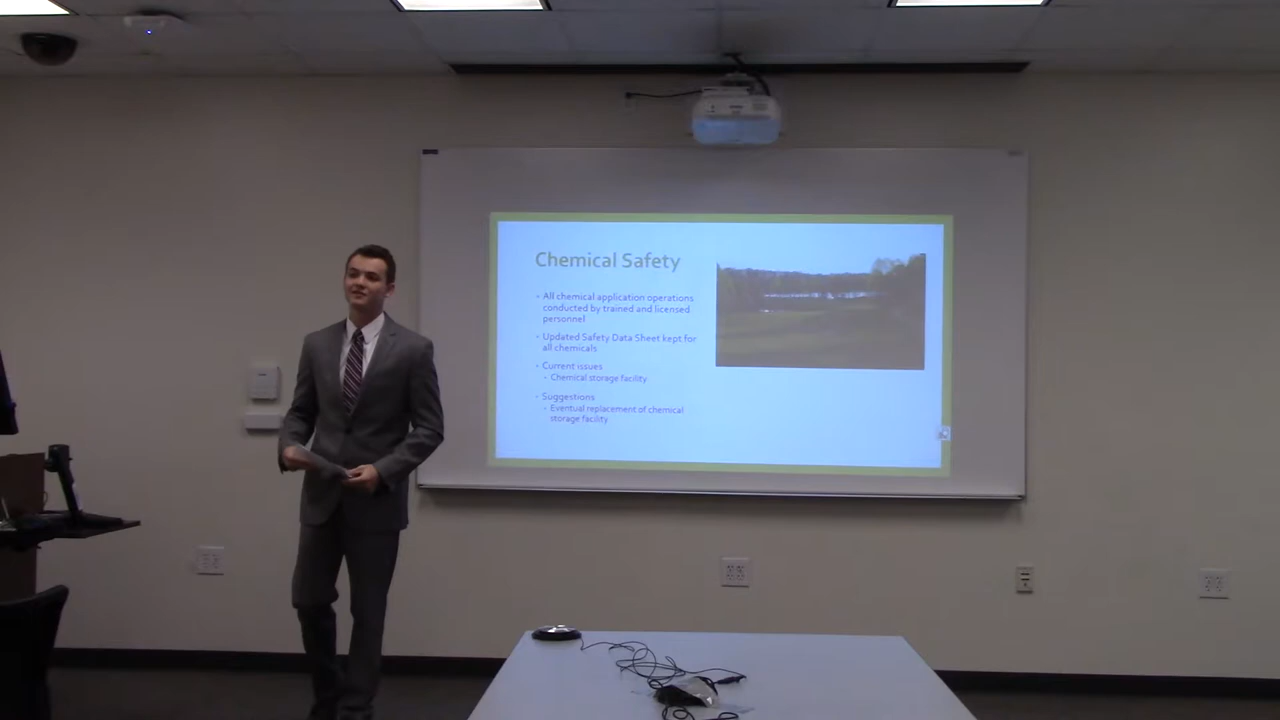 Chemical Safety
All chemical application operations
conducted by trained and licensed
personnel
Updated Safety Data Sheet kept for
all chemicals
Current issues
Chemical storage facility
Suggestions
Eventual replacement of chemical
storage facility